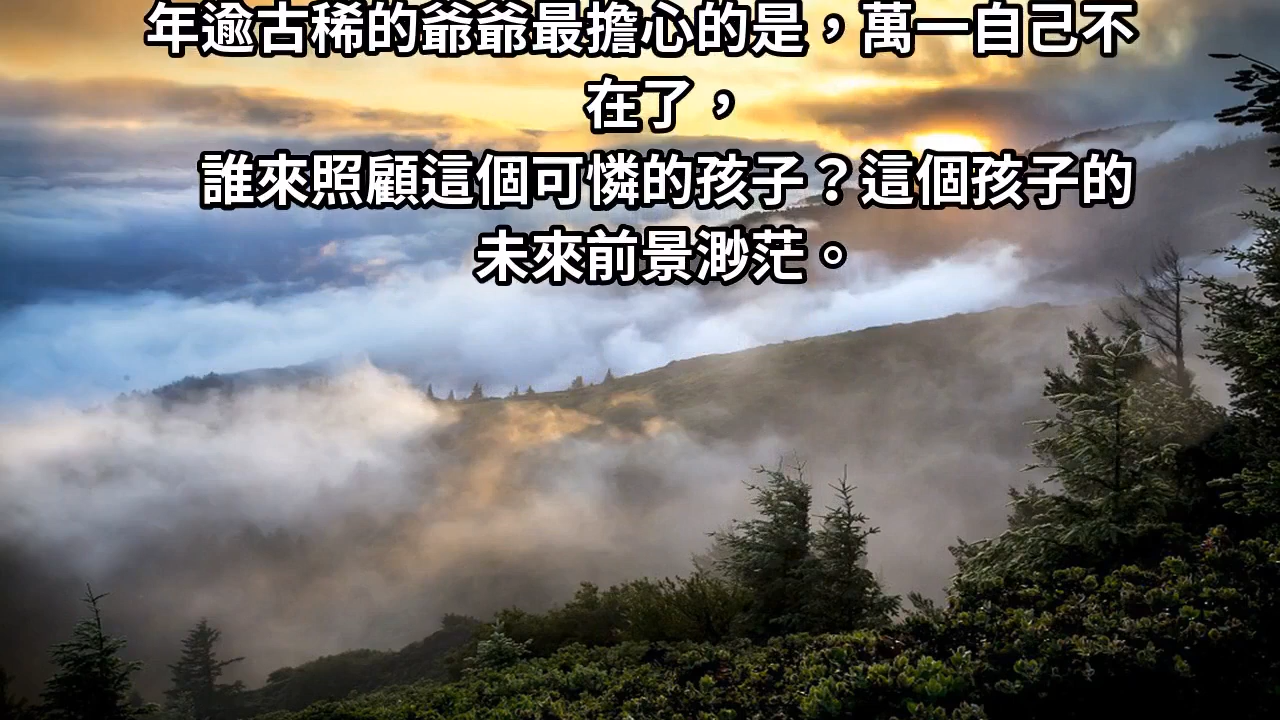 年逾古稀的爺爺最擔心的是，萬一自己不
在了，
誰來照顧這個可憐的孩子？這個孩子的
未來前景渺茫。